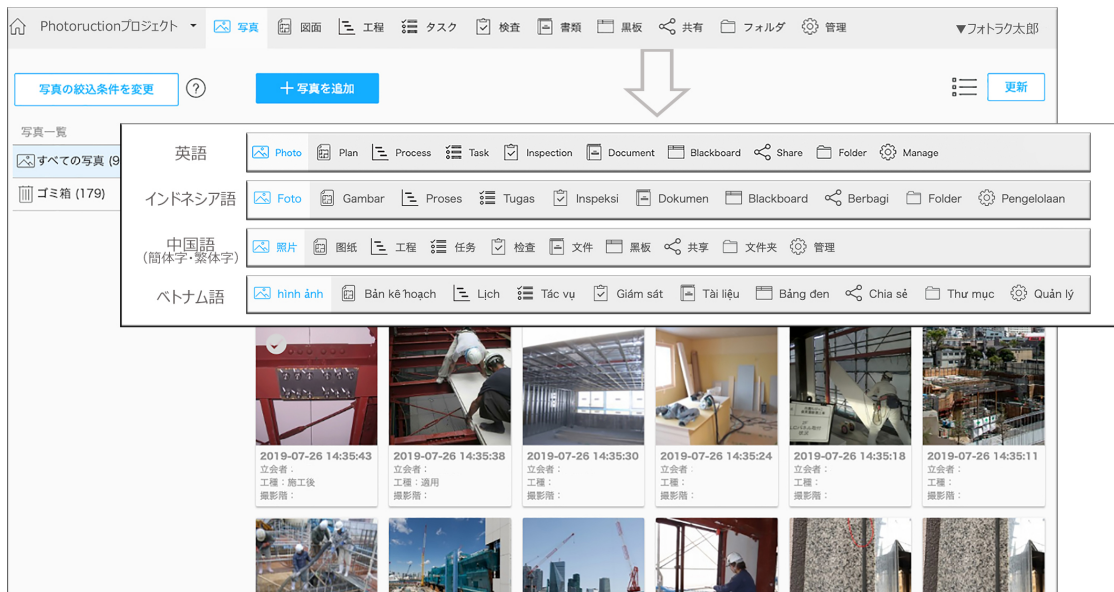 Photoructionプロジェクト 写真 図面 工程 タスク 検査 書類 黒板 共有 フォルダ 管理 ▼フォトラク太郎
写真の絞込条件を変更 ? +写真を追加 更新
写真一覧
すべての写真 (9
ゴミ箱 (179)
英語 Photo Plan Process Task Inspection Document Blackboard Share Folder Manage
インドネシア語 Foto Gambar Proses Tugas Inspeksi Dokumen Blackboard Berbagi Folder Pengelolaan
中国語 照片 图纸 工程 任务 检查 文件 黑板 共享 文件夹 管理
(簡体字・繁体字)
ベトナム語 hình ảnh Bản kế hoạch Lịch Tác vụ Giám sát Tài liệu Bảng đen Chia sẻ Thư mục Quản lý
2019-07-26 14:35:43 2019-07-26 14:35:38 2019-07-26 14:35:30 2019-07-26 14:35:24 2019-07-26 14:35:18 2019-07-26 14:35:11
立会者: 立会者: 立会者: 立会者: 立会者: 立会者:
工種:施工後 工種:適用 工種: 工種: 工種: 工種:
撮影階: 撮影階: 撮影階: 撮影階: 撮影階: 撮影階: